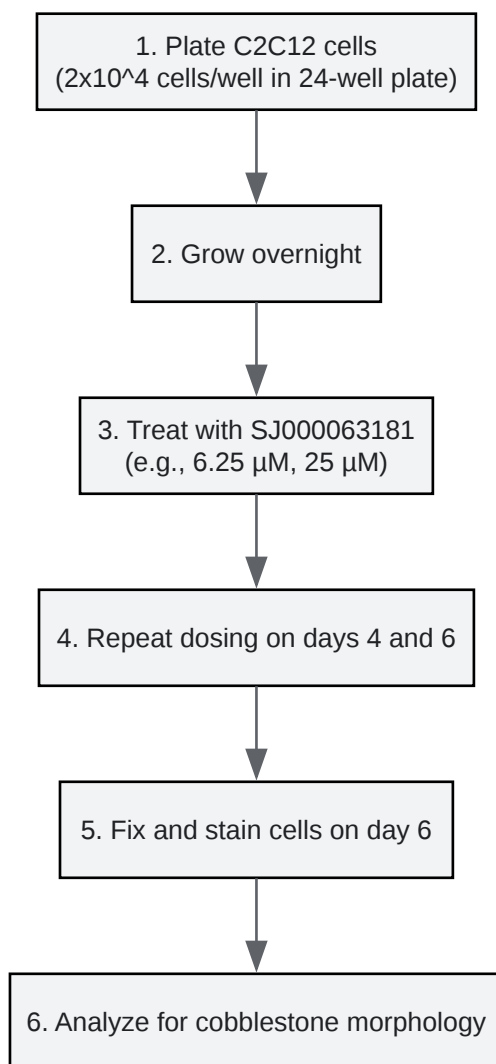 1. Plate C2C12 cells
(2x10^4 cells/well in 24-well plate)
2. Grow overnight
3. Treat with SJ000063181
(e.g., 6.25 µM, 25 µM)
4. Repeat dosing on days 4 and 6
5. Fix and stain cells on day 6
6. Analyze for cobblestone morphology